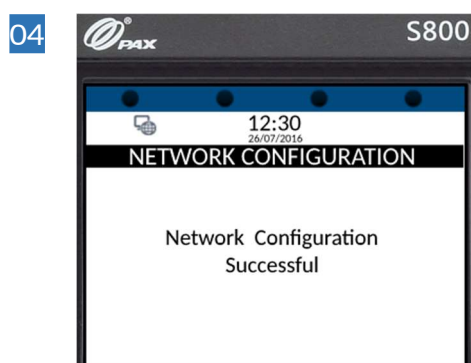 04
PAX
S800
12:30
26/07/2016
NETWORK CONFIGURATION
Network Configuration
Successful